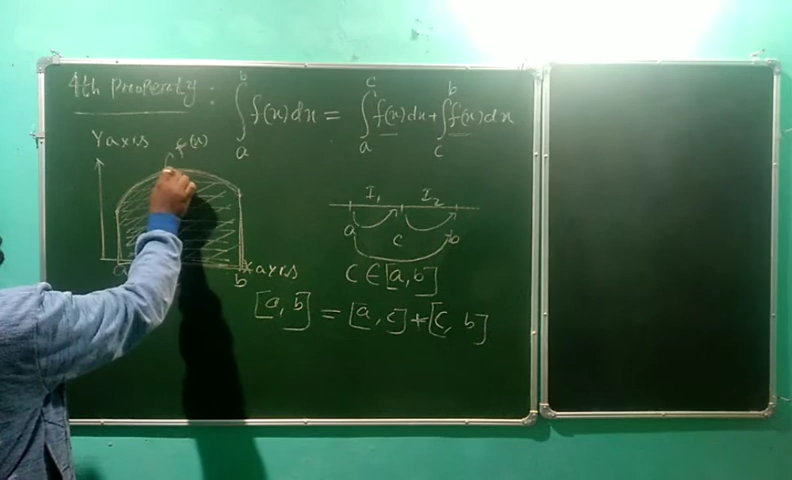 4th Property: ∫_a^b f(x)dx = ∫_a^c f(x)dx + ∫_c^b f(x)dx
Y axis f(x)
I₁ I₂
a c b
a b X axis
C ∈ [a, b]
[a, b] = [a, c] + [c, b]